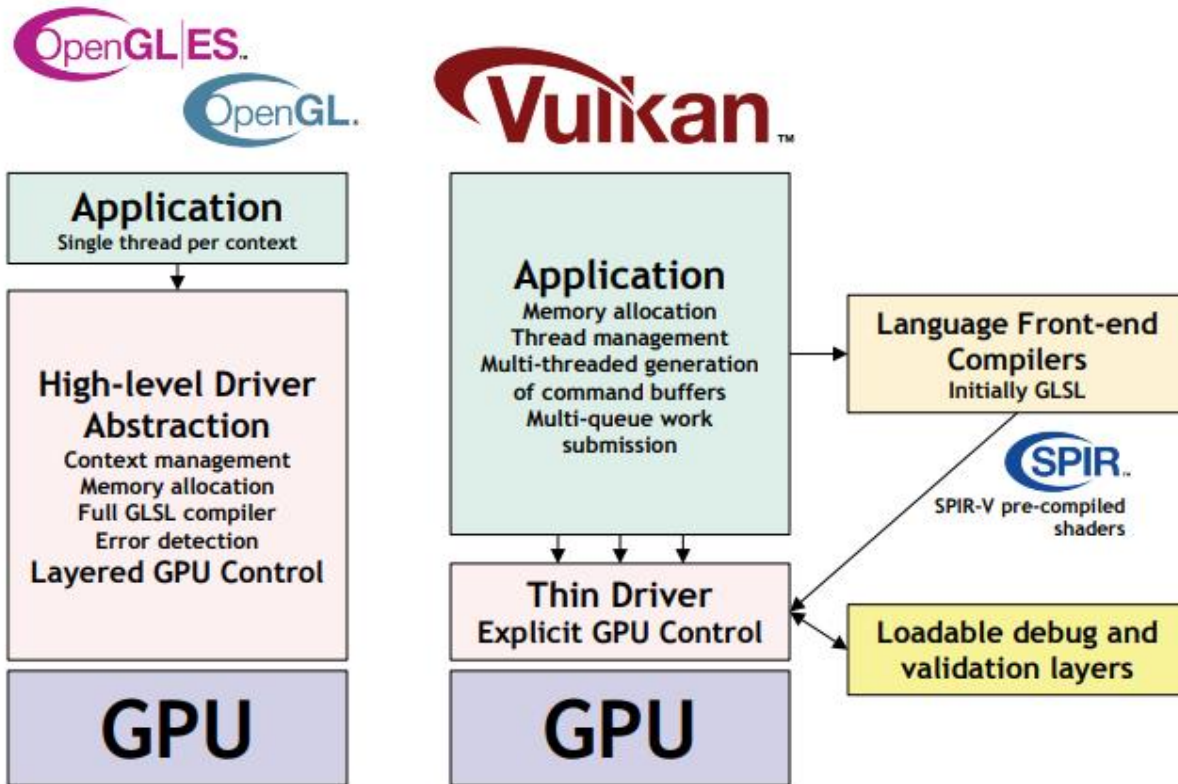 OpenGL|ES™
OpenGL®
Vulkan™
Application
Single thread per context
High-level Driver
Abstraction
Context management
Memory allocation
Full GLSL compiler
Error detection
Layered GPU Control
GPU
Application
Memory allocation
Thread management
Multi-threaded generation
of command buffers
Multi-queue work
submission
Thin Driver
Explicit GPU Control
GPU
Language Front-end
Compilers
Initially GLSL
SPIR™
SPIR-V pre-compiled
shaders
Loadable debug and
validation layers